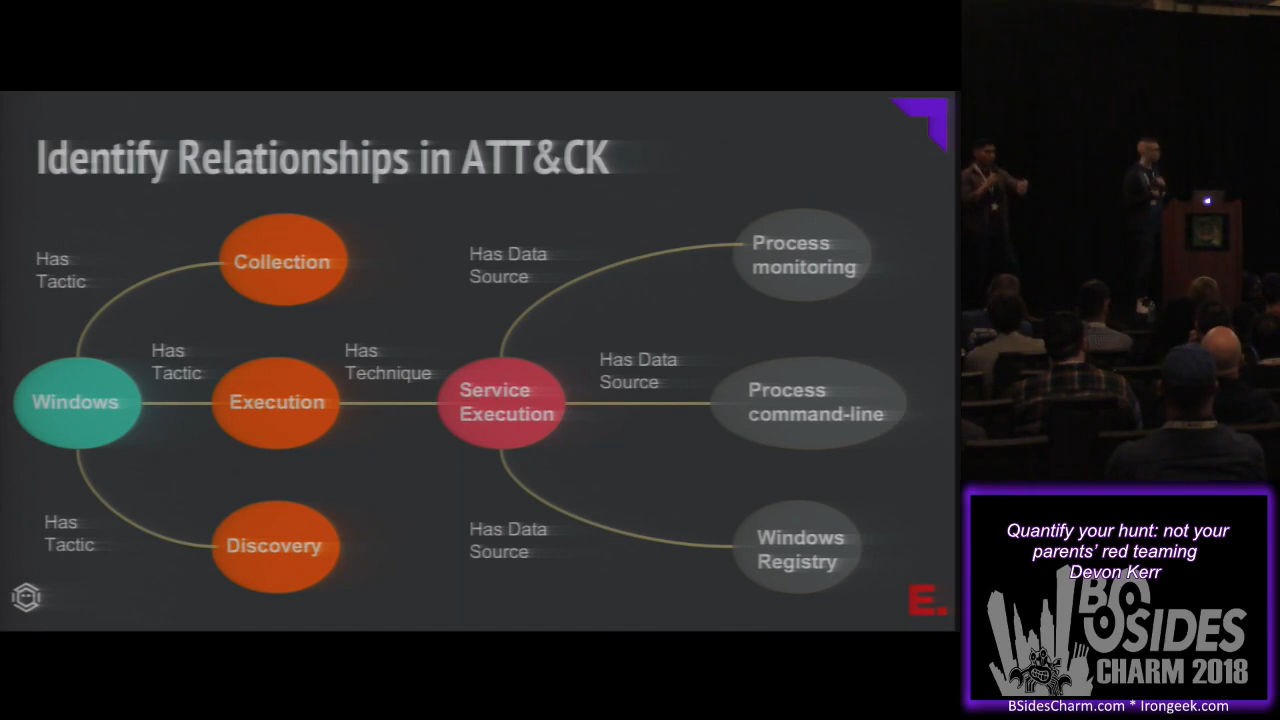 Identify Relationships in ATT&CK
Has
Tactic
Collection
Has Data
Source
Process
monitoring
Windows
Has
Tactic
Execution
Has
Technique
Service
Execution
Has Data
Source
Process
command-line
Has
Tactic
Discovery
Has Data
Source
Windows
Registry
E.
Quantify your hunt: not your
parents' red teaming
Devon Kerr
BSIDES
CHARM 2018
BSidesCharm.com * Irongeek.com